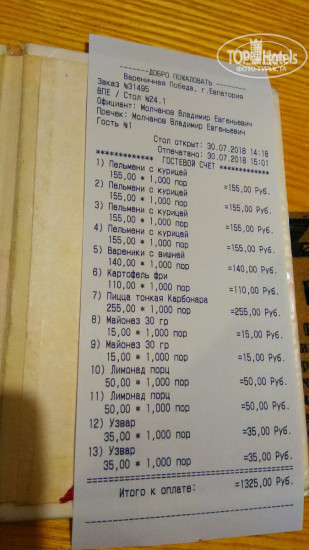 TOP Hotels
ФОТО ТУРИСТА
-------ДОБРО ПОЖАЛОВАТЬ -------
Вареничная Победа, г.Евпатория
Заказ №31495
ВПЕ / Стол №24.1
Официант: Молчанов Владимир Евгеньевич
Пречек: Молчанов Владимир Евгеньевич
Гость №1
Стол открыт: 30.07.2018 14:18
Отпечатано: 30.07.2018 15:01
************ ГОСТЕВОЙ СЧЕТ ************
1) Пельмени с курицей
155,00 * 1,000 пор =155,00 Руб.
2) Пельмени с курицей
155,00 * 1,000 пор =155,00 Руб.
3) Пельмени с курицей
155,00 * 1,000 пор =155,00 Руб.
4) Пельмени с курицей
155,00 * 1,000 пор =155,00 Руб.
5) Вареники с вишней
140,00 * 1,000 пор =140,00 Руб.
6) Картофель фри
110,00 * 1,000 пор =110,00 Руб.
7) Пицца тонкая Карбонара
255,00 * 1,000 пор =255,00 Руб.
8) Майонез 30 гр
15,00 * 1,000 пор =15,00 Руб.
9) Майонез 30 гр
15,00 * 1,000 пор =15,00 Руб.
10) Лимонад порц
50,00 * 1,000 пор =50,00 Руб.
11) Лимонад порц
50,00 * 1,000 пор =50,00 Руб.
12) Узвар
35,00 * 1,000 пор =35,00 Руб.
13) Узвар
35,00 * 1,000 пор =35,00 Руб.
Итого к оплате: =1325,00 Руб.